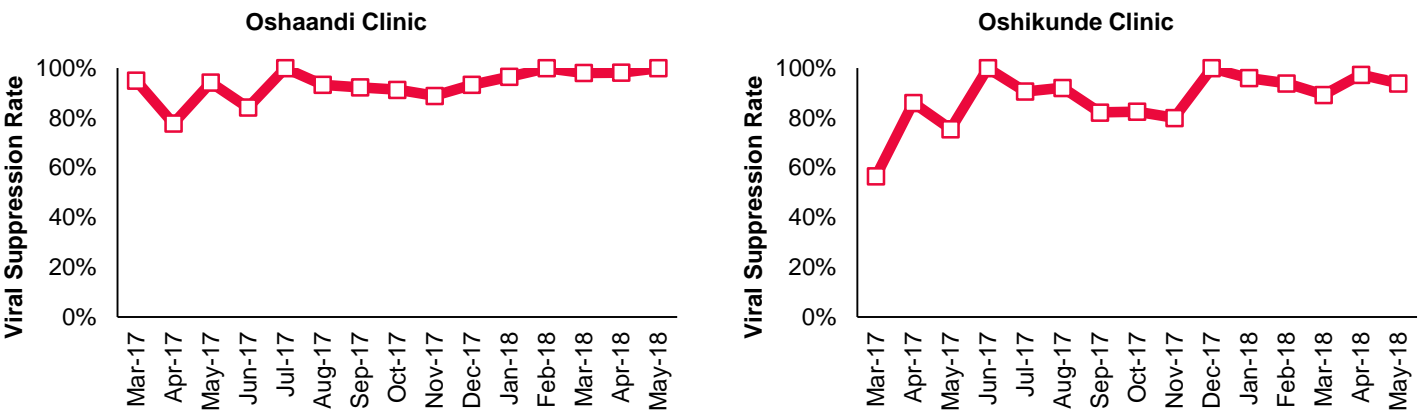 Oshaandi Clinic
Viral Suppression Rate
100%
80%
60%
40%
20%
0%
Mar-17
Apr-17
May-17
Jun-17
Jul-17
Aug-17
Sep-17
Oct-17
Nov-17
Dec-17
Jan-18
Feb-18
Mar-18
Apr-18
May-18
Oshikunde Clinic
Viral Suppression Rate
100%
80%
60%
40%
20%
0%
Mar-17
Apr-17
May-17
Jun-17
Jul-17
Aug-17
Sep-17
Oct-17
Nov-17
Dec-17
Jan-18
Feb-18
Mar-18
Apr-18
May-18